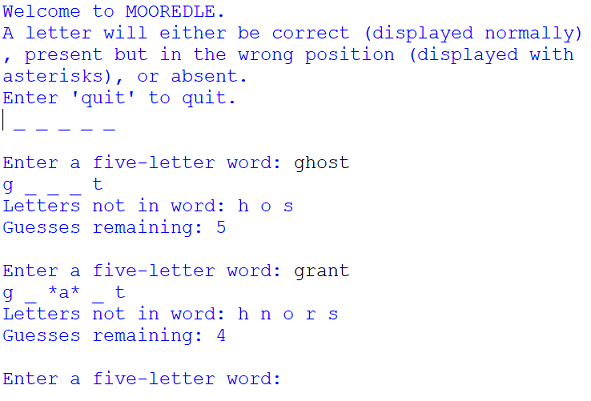 Welcome to MOOREDLE.
A letter will either be correct (displayed normally)
, present but in the wrong position (displayed with
asterisks), or absent.
Enter 'quit' to quit.
_ _ _ _ _
Enter a five-letter word: ghost
g _ _ _ t
Letters not in word: h o s
Guesses remaining: 5
Enter a five-letter word: grant
g _ *a* _ t
Letters not in word: h n o r s
Guesses remaining: 4
Enter a five-letter word: